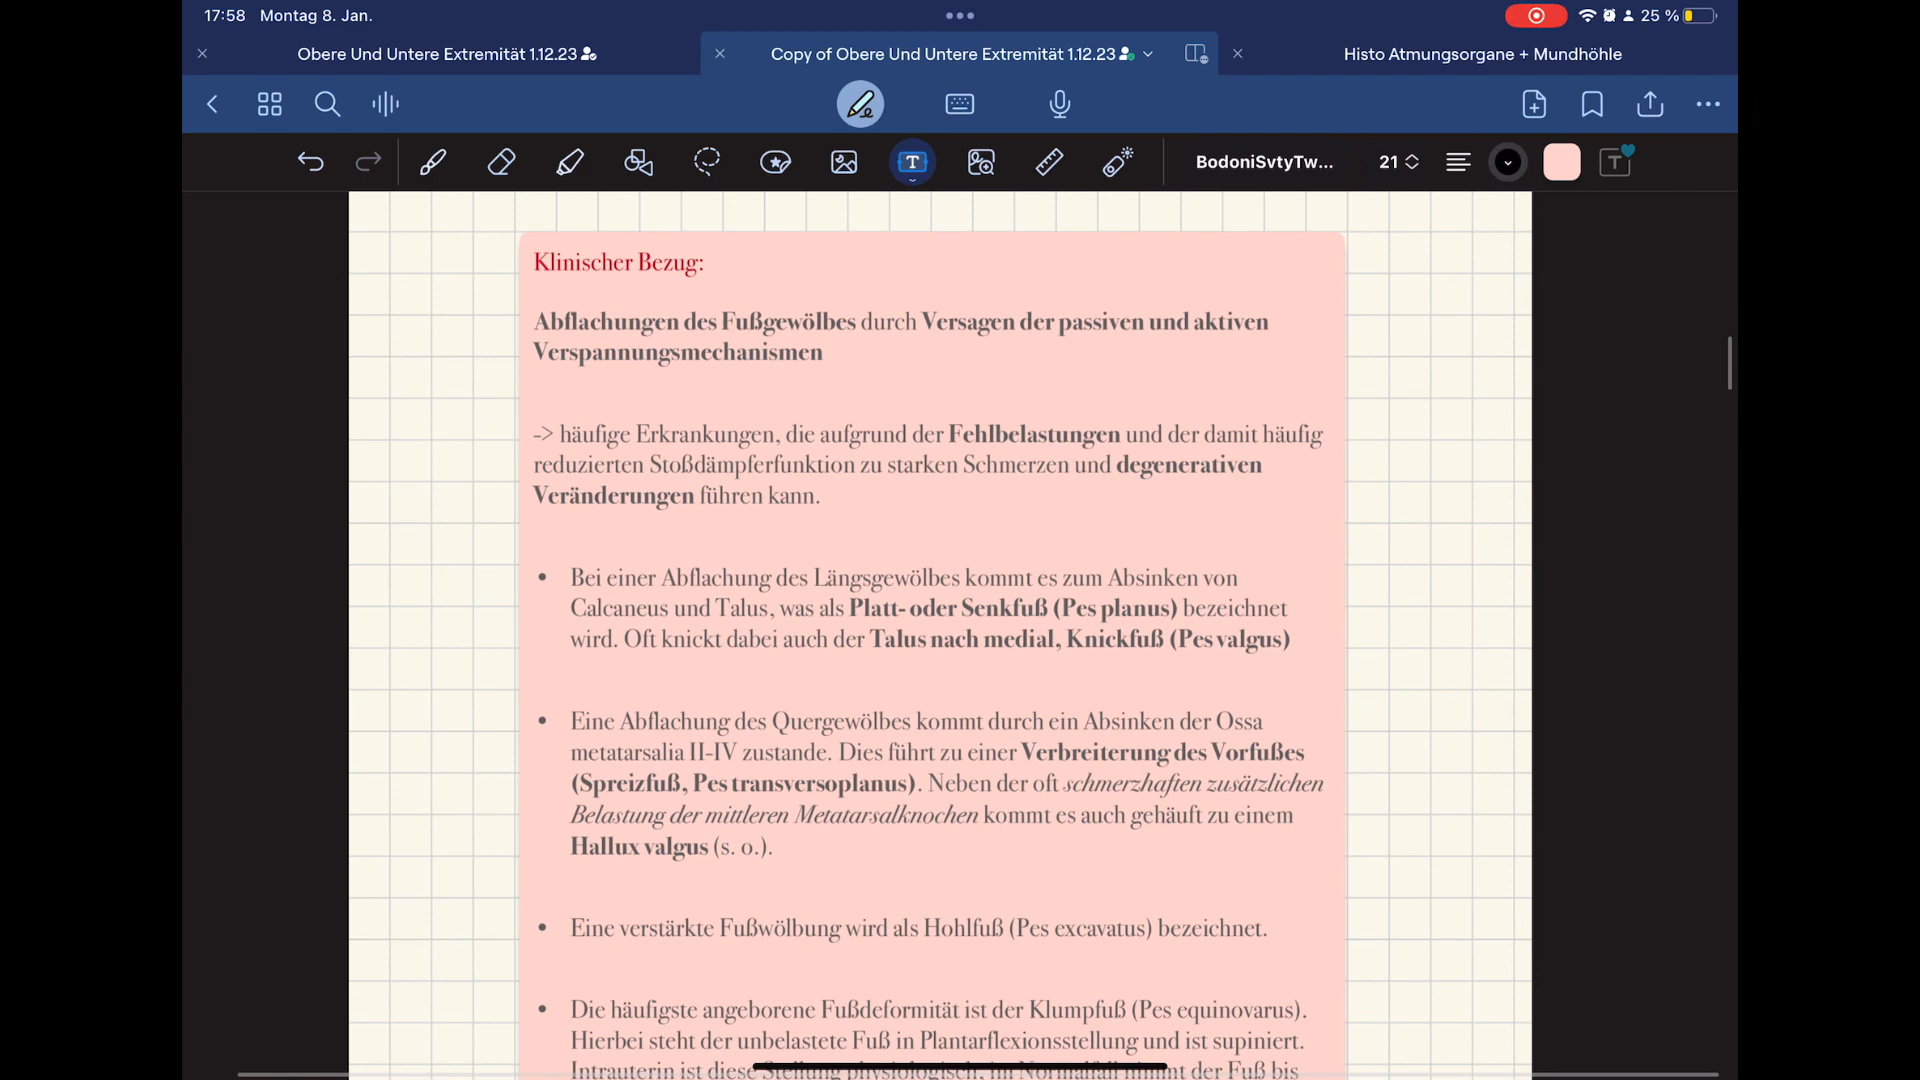 17:58 Montag 8. Jan.
25 %
Obere Und Untere Extremität 1.12.23
Copy of Obere Und Untere Extremität 1.12.23
Histo Atmungsorgane + Mundhöhle
BodoniSvtyTw... 21
Klinischer Bezug:
Abflachungen des Fußgewölbes durch Versagen der passiven und aktiven
Verspannungsmechanismen
-> häufige Erkrankungen, die aufgrund der Fehlbelastungen und der damit häufig
reduzierten Stoßdämpferfunktion zu starken Schmerzen und degenerativen
Veränderungen führen kann.
• Bei einer Abflachung des Längsgewölbes kommt es zum Absinken von
Calcaneus und Talus, was als Platt- oder Senkfuß (Pes planus) bezeichnet
wird. Oft knickt dabei auch der Talus nach medial, Knickfuß (Pes valgus)
• Eine Abflachung des Quergewölbes kommt durch ein Absinken der Ossa
metatarsalia II-IV zustande. Dies führt zu einer Verbreiterung des Vorfußes
(Spreizfuß, Pes transversoplanus). Neben der oft schmerzhaften zusätzlichen
Belastung der mittleren Metatarsalknochen kommt es auch gehäuft zu einem
Hallux valgus (s. o.).
• Eine verstärkte Fußwölbung wird als Hohlfuß (Pes excavatus) bezeichnet.
• Die häufigste angeborene Fußdeformität ist der Klumpfuß (Pes equinovarus).
Hierbei steht der unbelastete Fuß in Plantarflexionsstellung und ist supiniert.
Intrauterin ist diese Stellung physiologisch, im Normalfall nimmt der Fuß bis